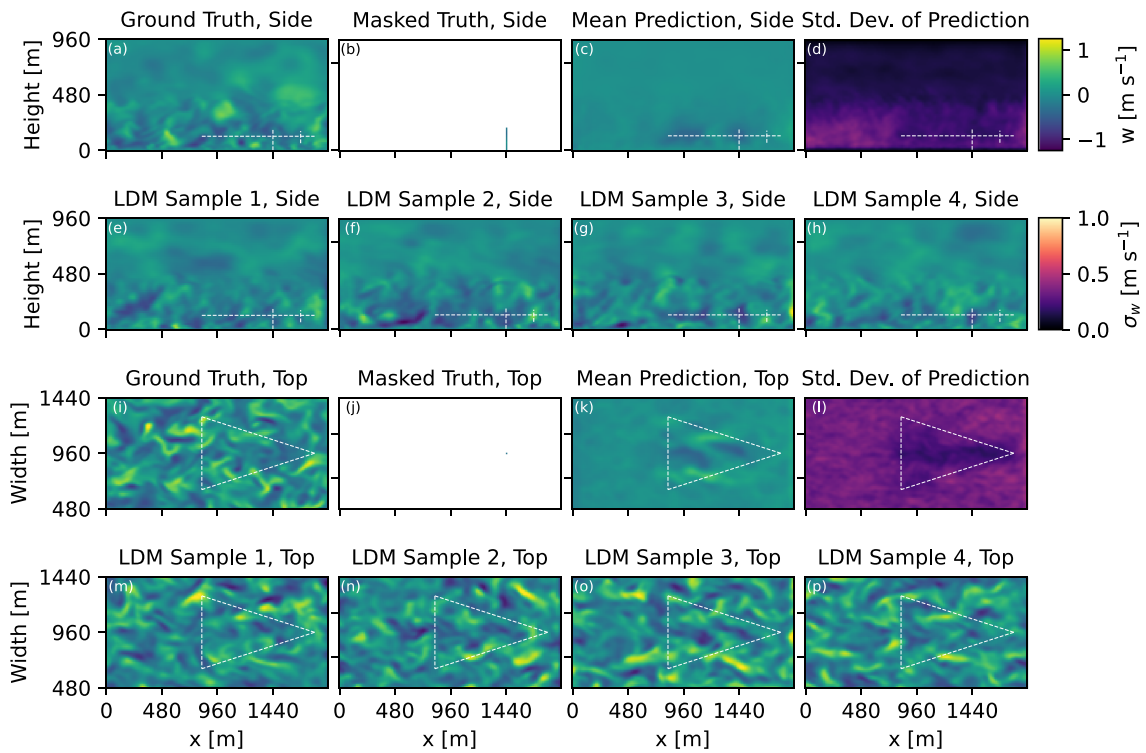 Ground Truth, Side Masked Truth, Side Mean Prediction, Side Std. Dev. of Prediction
960 (a) (b) (c) (d) 1
Height [m] 480 0 w [m s⁻¹]
0 −1
LDM Sample 1, Side LDM Sample 2, Side LDM Sample 3, Side LDM Sample 4, Side
960 (e) (f) (g) (h) 1.0
Height [m] 480 0.5 σw [m s⁻¹]
0 0.0
Ground Truth, Top Masked Truth, Top Mean Prediction, Top Std. Dev. of Prediction
1440 (i) (j) (k) (l)
Width [m] 960
480
LDM Sample 1, Top LDM Sample 2, Top LDM Sample 3, Top LDM Sample 4, Top
1440 (m) (n) (o) (p)
Width [m] 960
480
0 480 960 1440 0 480 960 1440 0 480 960 1440 0 480 960 1440
x [m] x [m] x [m] x [m]